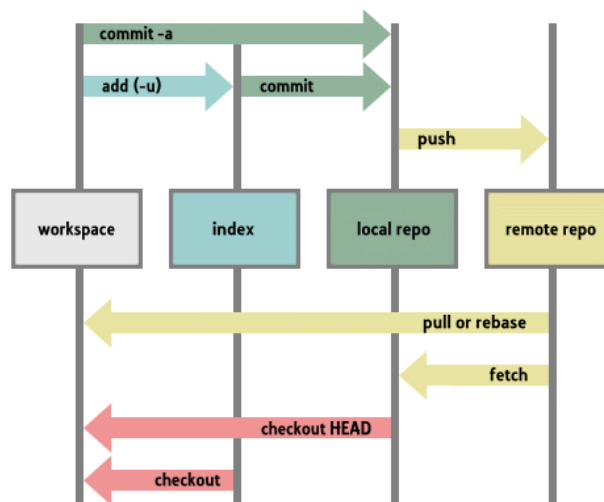 commit -a
add (-u)
commit
push
workspace
index
local repo
remote repo
pull or rebase
fetch
checkout HEAD
checkout